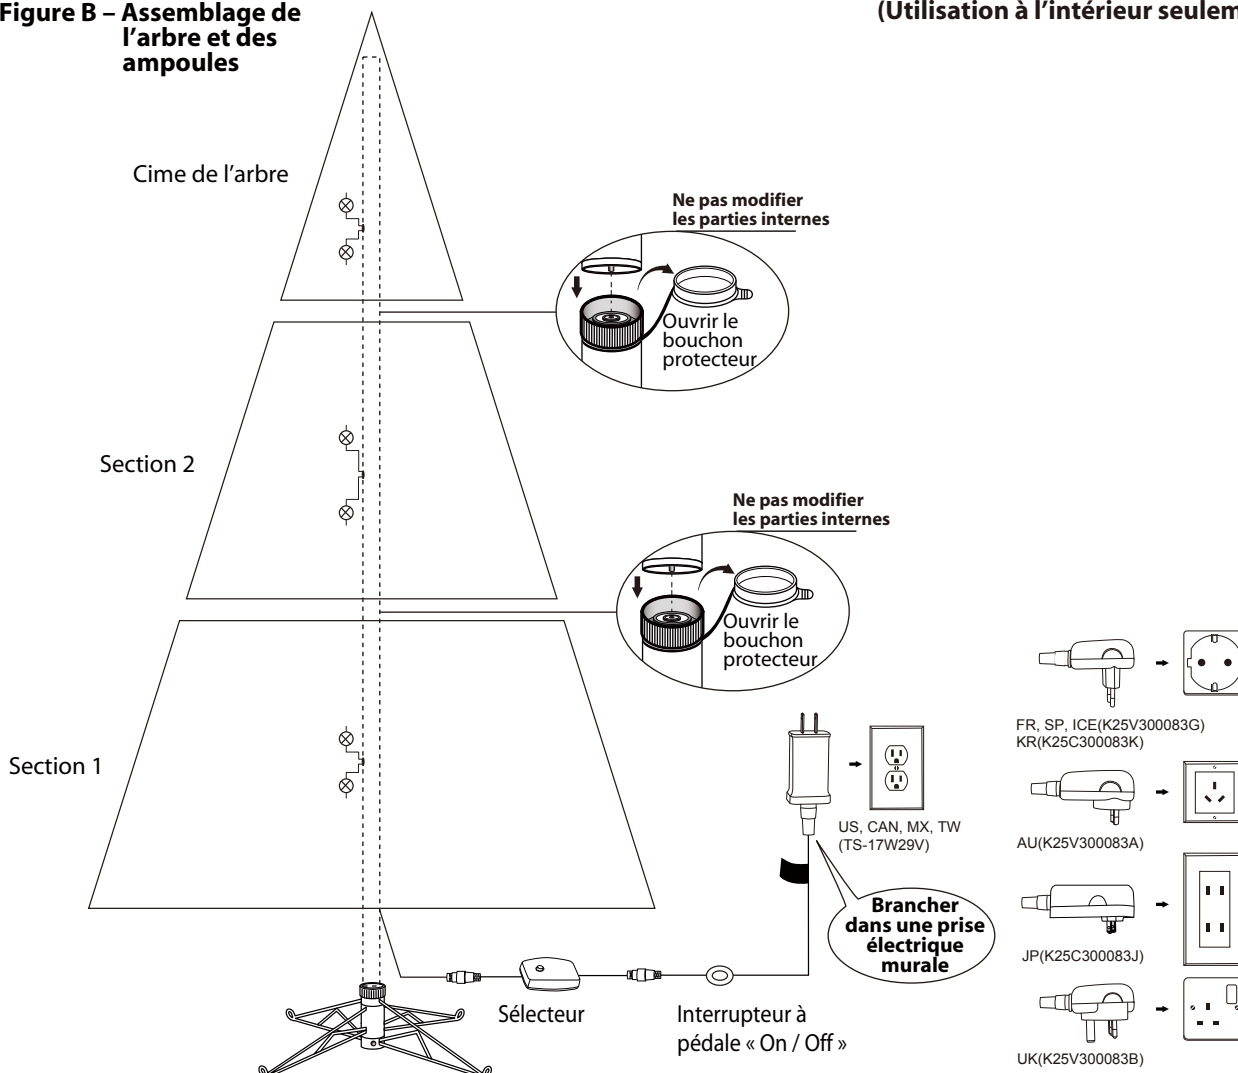 Figure B – Assemblage de
l'arbre et des
ampoules
(Utilisation à l'intérieur seulem
Cime de l'arbre
Ne pas modifier
les parties internes
Ouvrir le
bouchon
protecteur
Section 2
Ne pas modifier
les parties internes
Ouvrir le
bouchon
protecteur
Section 1
US, CAN, MX, TW
(TS-17W29V)
Brancher
dans une prise
électrique
murale
Sélecteur
Interrupteur à
pédale « On / Off »
FR, SP, ICE(K25V300083G)
KR(K25C300083K)
AU(K25V300083A)
JP(K25C300083J)
UK(K25V300083B)